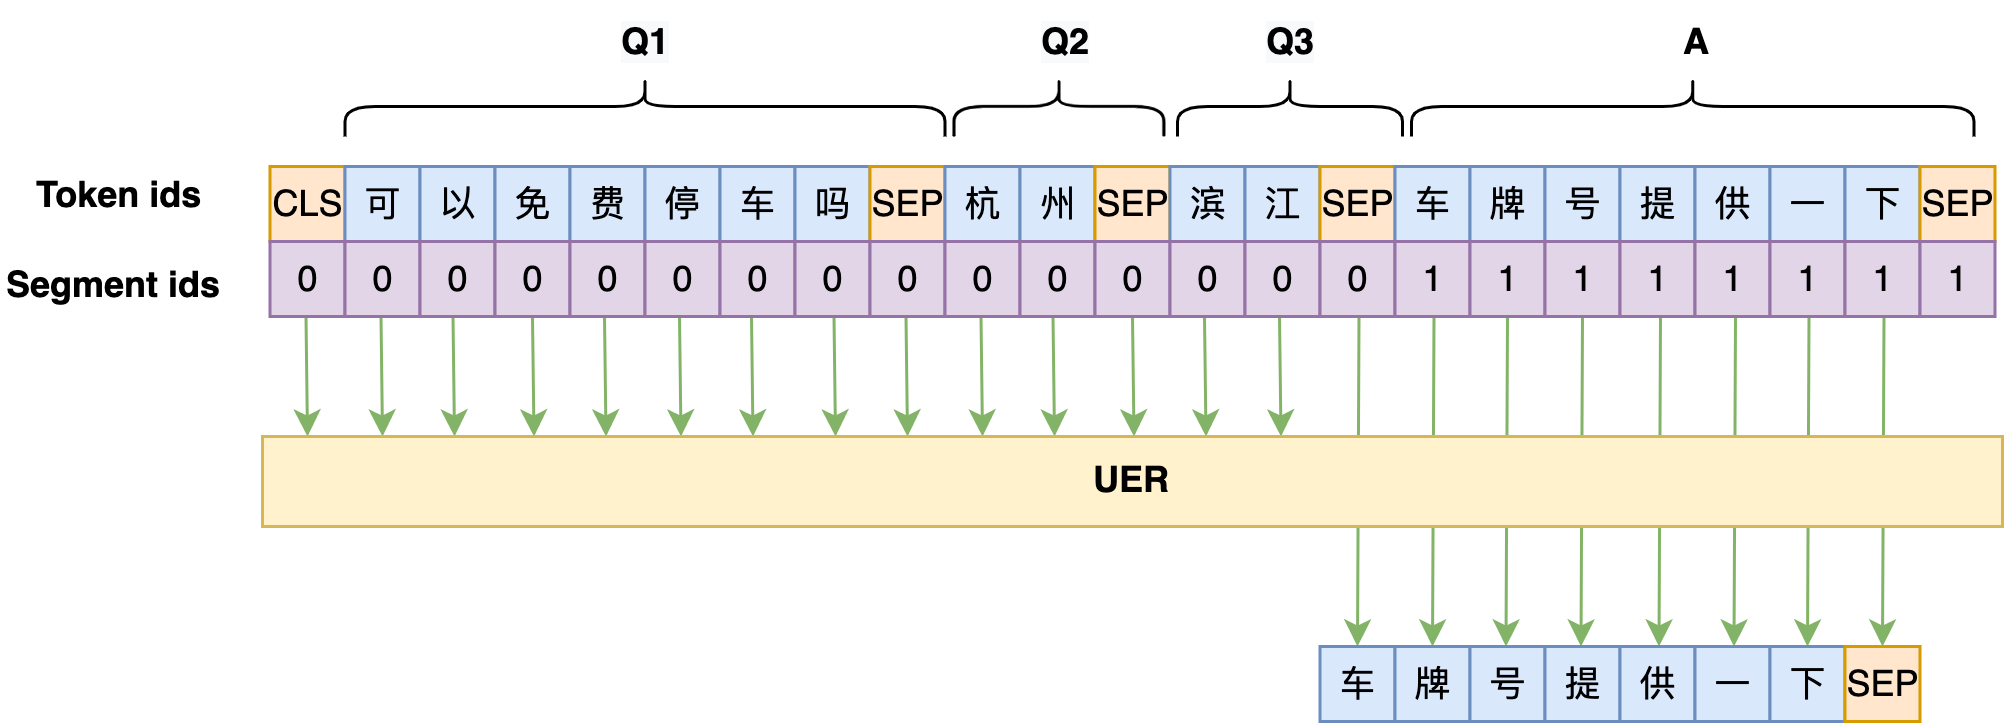 Q1 Q2 Q3 A
Token ids CLS 可 以 免 费 停 车 吗 SEP 杭 州 SEP 滨 江 SEP 车 牌 号 提 供 一 下 SEP
Segment ids 0 0 0 0 0 0 0 0 0 0 0 0 0 0 0 1 1 1 1 1 1 1 1
UER
车 牌 号 提 供 一 下 SEP